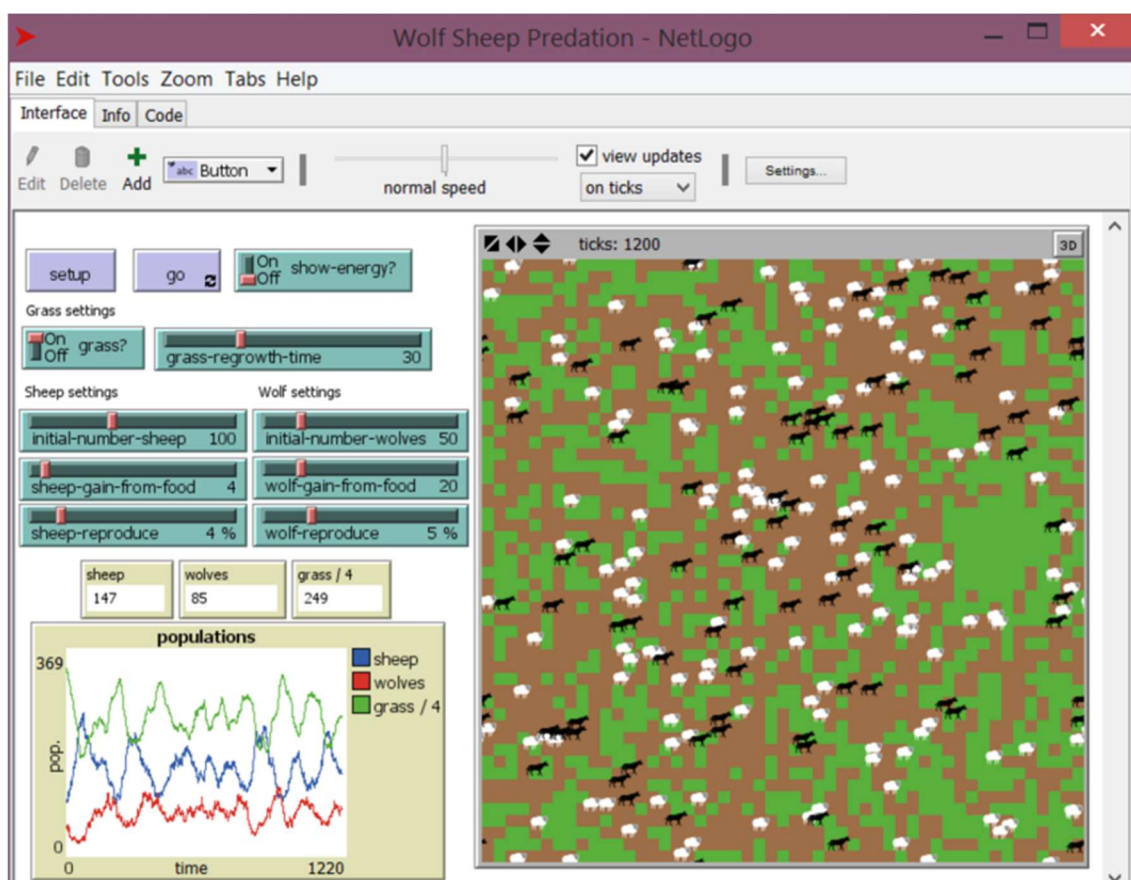 Wolf Sheep Predation - NetLogo
File Edit Tools Zoom Tabs Help
Interface Info Code
Edit Delete Add abc Button normal speed view updates on ticks Settings...
setup go On Off show-energy?
Grass settings
On Off grass? grass-regrowth-time 30
Sheep settings Wolf settings
initial-number-sheep 100 initial-number-wolves 50
sheep-gain-from-food 4 wolf-gain-from-food 20
sheep-reproduce 4 % wolf-reproduce 5 %
sheep wolves grass / 4
147 85 249
populations
369
pop.
0
0 time 1220
sheep
wolves
grass / 4
ticks: 1200 3D